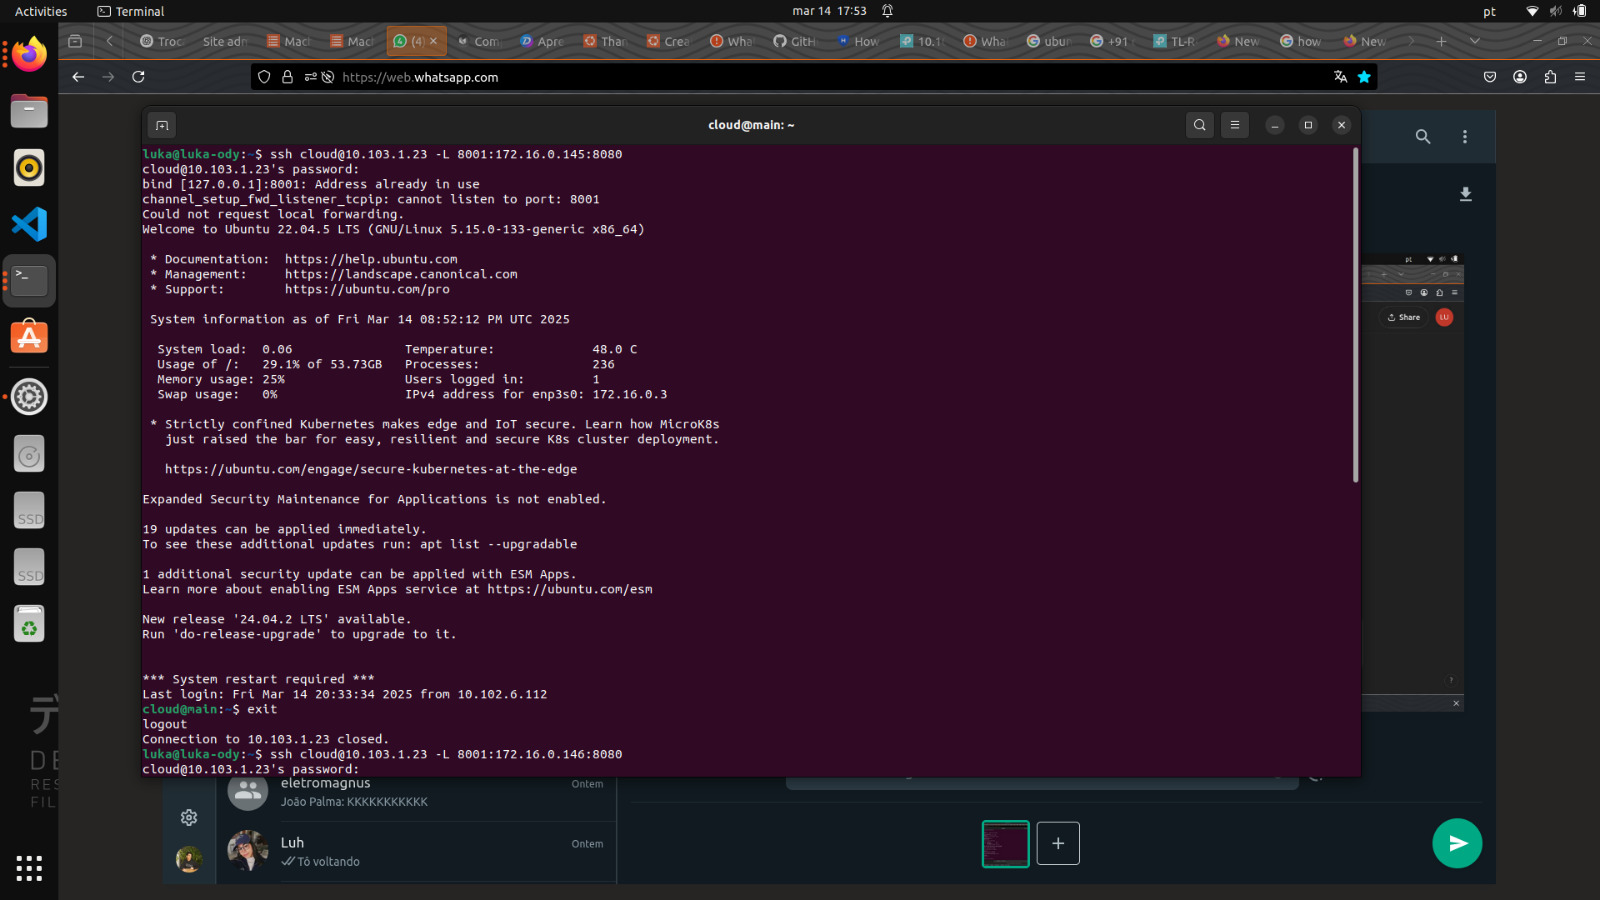 Activities
Terminal
mar 14 17:53
pt
Troc
Site adn
Macl
Macl
(4)
Com
Apre
Than
Crea
Wha
GitH
How
10.1
Wha
ubun
+91
TL-R
New
how
New
https://web.whatsapp.com
cloud@main: ~
luka@luka-ody:~$ ssh cloud@10.103.1.23 -L 8001:172.16.0.145:8080
cloud@10.103.1.23's password:
bind [127.0.0.1]:8001: Address already in use
channel_setup_fwd_listener_tcpip: cannot listen to port: 8001
Could not request local forwarding.
Welcome to Ubuntu 22.04.5 LTS (GNU/Linux 5.15.0-133-generic x86_64)
* Documentation: https://help.ubuntu.com
* Management: https://landscape.canonical.com
* Support: https://ubuntu.com/pro
System information as of Fri Mar 14 08:52:12 PM UTC 2025
System load: 0.06 Temperature: 48.0 C
Usage of /: 29.1% of 53.73GB Processes: 236
Memory usage: 25% Users logged in: 1
Swap usage: 0% IPv4 address for enp3s0: 172.16.0.3
* Strictly confined Kubernetes makes edge and IoT secure. Learn how MicroK8s
just raised the bar for easy, resilient and secure K8s cluster deployment.
https://ubuntu.com/engage/secure-kubernetes-at-the-edge
Expanded Security Maintenance for Applications is not enabled.
19 updates can be applied immediately.
To see these additional updates run: apt list --upgradable
1 additional security update can be applied with ESM Apps.
Learn more about enabling ESM Apps service at https://ubuntu.com/esm
New release '24.04.2 LTS' available.
Run 'do-release-upgrade' to upgrade to it.
*** System restart required ***
Last login: Fri Mar 14 20:33:34 2025 from 10.102.6.112
cloud@main:~$ exit
logout
Connection to 10.103.1.23 closed.
luka@luka-ody:~$ ssh cloud@10.103.1.23 -L 8001:172.16.0.146:8080
cloud@10.103.1.23's password:
pt
Share
LU
SSD
SSD
デ
DE
RES
FIL
eletromagnus
Ontem
João Palma: KKKKKKKKKKK
Luh
Ontem
Tô voltando